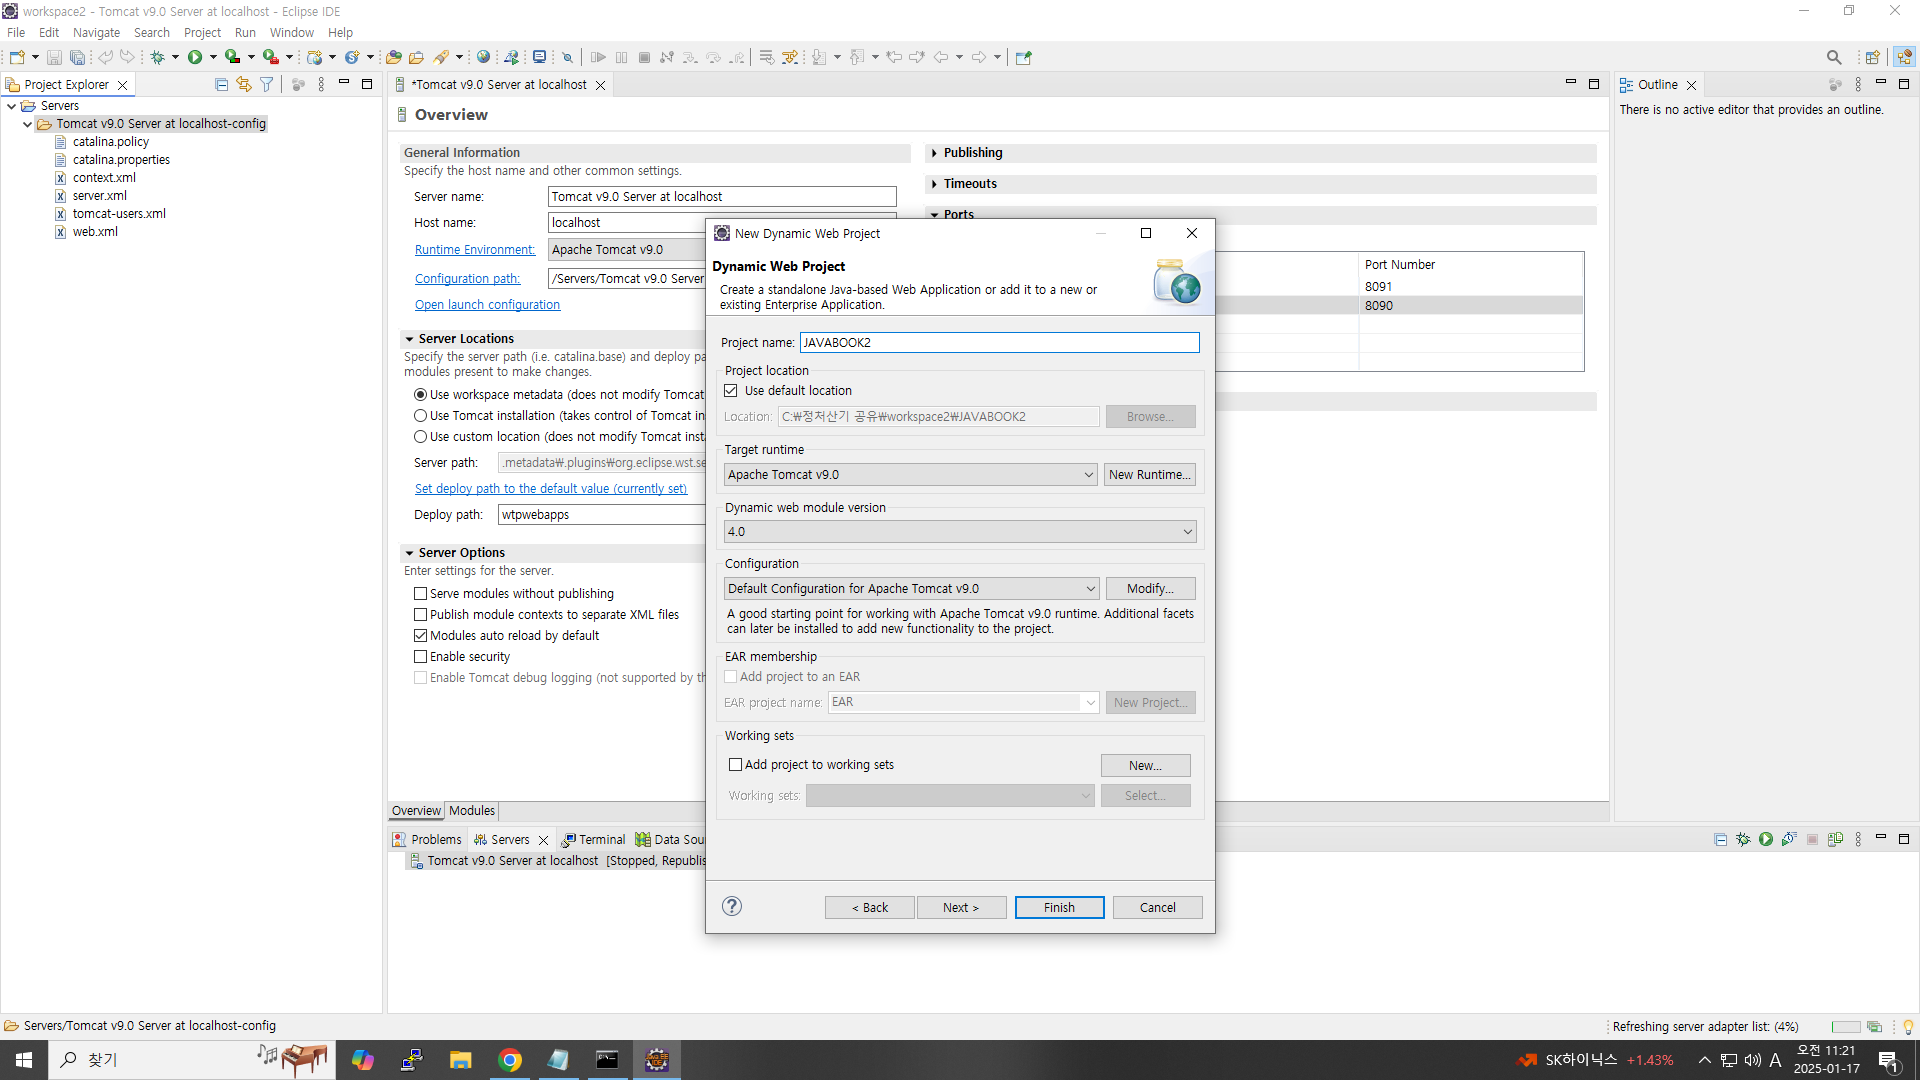 workspace2 - Tomcat v9.0 Server at localhost - Eclipse IDE
File Edit Navigate Search Project Run Window Help
Project Explorer
Servers
Tomcat v9.0 Server at localhost-config
catalina.policy
catalina.properties
context.xml
server.xml
tomcat-users.xml
web.xml
*Tomcat v9.0 Server at localhost
Overview
General Information
Specify the host name and other common settings.
Server name: Tomcat v9.0 Server at localhost
Host name: localhost
Runtime Environment: Apache Tomcat v9.0
Configuration path: /Servers/Tomcat v9.0 Server
Open launch configuration
Server Locations
Specify the server path (i.e. catalina.base) and deploy pa
modules present to make changes.
Use workspace metadata (does not modify Tomcat
Use Tomcat installation (takes control of Tomcat in
Use custom location (does not modify Tomcat inst
Server path: .metadata₩.plugins₩org.eclipse.wst.se
Set deploy path to the default value (currently set)
Deploy path: wtpwebapps
Server Options
Enter settings for the server.
Serve modules without publishing
Publish module contexts to separate XML files
Modules auto reload by default
Enable security
Enable Tomcat debug logging (not supported by th
Publishing
Timeouts
Ports
Port Number
8091
8090
New Dynamic Web Project
Dynamic Web Project
Create a standalone Java-based Web Application or add it to a new or
existing Enterprise Application.
Project name: JAVABOOK2
Project location
Use default location
Location: C:₩정처산기 공유₩workspace2₩JAVABOOK2 Browse...
Target runtime
Apache Tomcat v9.0 New Runtime...
Dynamic web module version
4.0
Configuration
Default Configuration for Apache Tomcat v9.0 Modify...
A good starting point for working with Apache Tomcat v9.0 runtime. Additional facets
can later be installed to add new functionality to the project.
EAR membership
Add project to an EAR
EAR project name: EAR New Project...
Working sets
Add project to working sets New...
Working sets: Select...
< Back Next > Finish Cancel
Outline
There is no active editor that provides an outline.
Overview Modules
Problems Servers Terminal Data Sou
Tomcat v9.0 Server at localhost [Stopped, Republis
Servers/Tomcat v9.0 Server at localhost-config
Refreshing server adapter list: (4%)
찾기
SK하이닉스 +1.43%
A
오전 11:21
2025-01-17
1